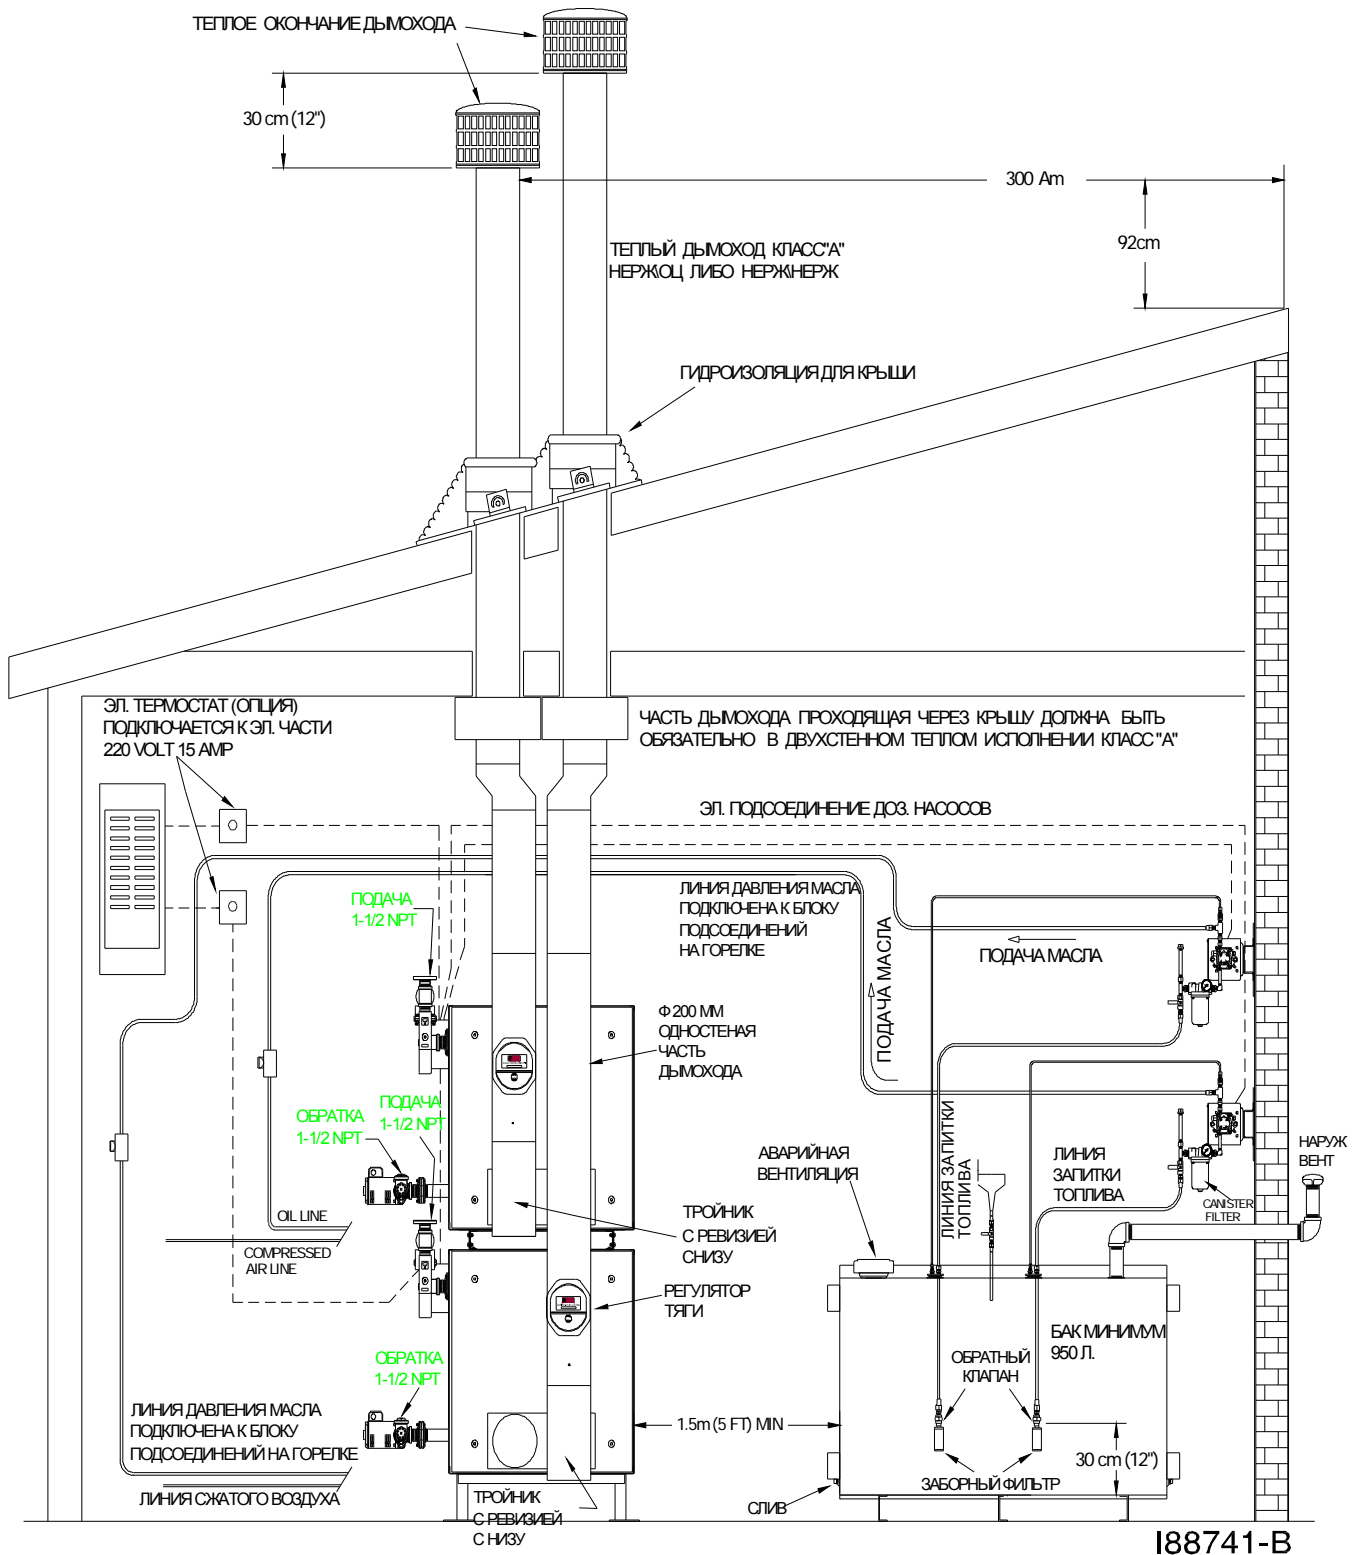 ТЕПЛОЕ ОКОНЧАНИЕ ДЫМОХОДА
30 cm (12")
300 Am
92cm
ТЕПЛЫЙ ДЫМОХОД КЛАСС"А"
НЕРЖ\ОЦ ЛИБО НЕРЖ\НЕРЖ
ГИДРОИЗОЛЯЦИЯ ДЛЯ КРЫШИ
ЭЛ. ТЕРМОСТАТ (ОПЦИЯ)
ПОДКЛЮЧАЕТСЯ К ЭЛ. ЧАСТИ
220 VOLT 15 AMP
ЧАСТЬ ДЫМОХОДА ПРОХОДЯЩАЯ ЧЕРЕЗ КРЫШУ ДОЛЖНА БЫТЬ
ОБЯЗАТЕЛЬНО В ДВУХСТЕННОМ ТЕПЛОМ ИСПОЛНЕНИИ КЛАСС "А"
ЭЛ. ПОДСОЕДИНЕНИЕ ДОЗ. НАСОСОВ
ПОДАЧА
1-1/2 NPT
ЛИНИЯ ДАВЛЕНИЯ МАСЛА
ПОДКЛЮЧЕНА К БЛОКУ
ПОДСОЕДИНЕНИЙ
НА ГОРЕЛКЕ
ПОДАЧА МАСЛА
ПОДАЧА МАСЛА
Ф 200 ММ
ОДНОСТЕНАЯ
ЧАСТЬ
ДЫМОХОДА
ПОДАЧА
1-1/2 NPT
ОБРАТКА
1-1/2 NPT
АВАРИЙНАЯ
ВЕНТИЛЯЦИЯ
ЛИНИЯ ЗАПИТКИ
ТОПЛИВА
ЛИНИЯ
ЗАПИТКИ
ТОПЛИВА
НАРУЖ
ВЕНТ
CANISTER
FILTER
OIL LINE
COMPRESSED
AIR LINE
ТРОЙНИК
С РЕВИЗИЕЙ
СНИЗУ
РЕГУЛЯТОР
ТЯГИ
БАК МИНИМУМ
950 Л.
ОБРАТНЫЙ
КЛАПАН
ОБРАТКА
1-1/2 NPT
ЛИНИЯ ДАВЛЕНИЯ МАСЛА
ПОДКЛЮЧЕНА К БЛОКУ
ПОДСОЕДИНЕНИЙ НА ГОРЕЛКЕ
1.5m (5 FT) MIN
30 cm (12")
ЗАБОРНЫЙ ФИЛЬТР
ЛИНИЯ СЖАТОГО ВОЗДУХА
ТРОЙНИК
С РЕВИЗИЕЙ
С НИЗУ
СЛИВ
I88741-B